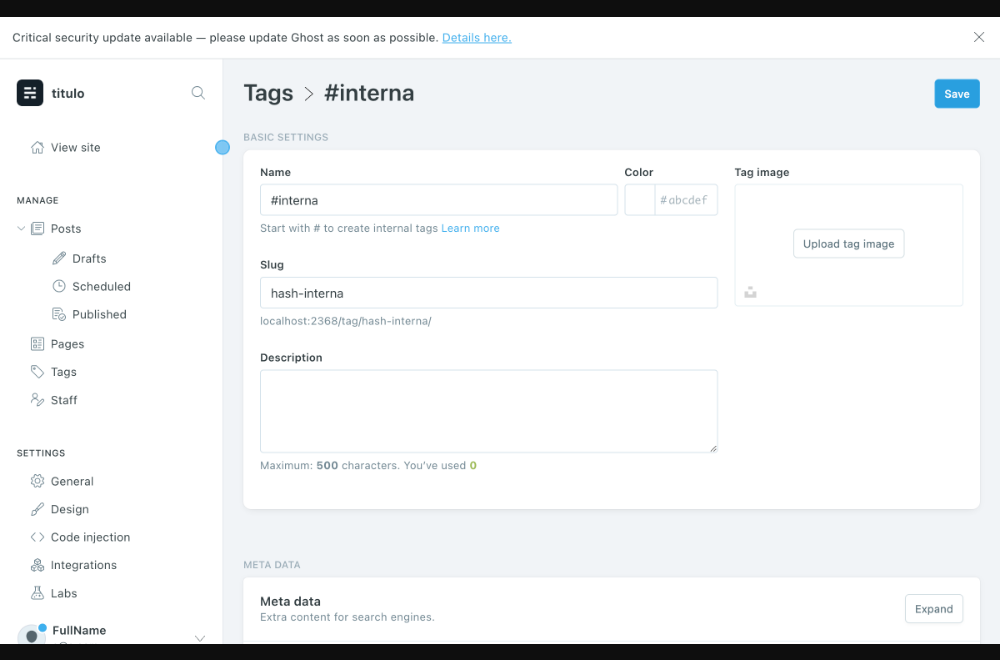 Critical security update available — please update Ghost as soon as possible. Details here.
titulo
View site
MANAGE
Posts
Drafts
Scheduled
Published
Pages
Tags
Staff
SETTINGS
General
Design
Code injection
Integrations
Labs
FullName
Tags > #interna
Save
BASIC SETTINGS
Name
#interna
Start with # to create internal tags Learn more
Color
#abcdef
Tag image
Upload tag image
Slug
hash-interna
localhost:2368/tag/hash-interna/
Description
Maximum: 500 characters. You've used 0
META DATA
Meta data
Extra content for search engines.
Expand